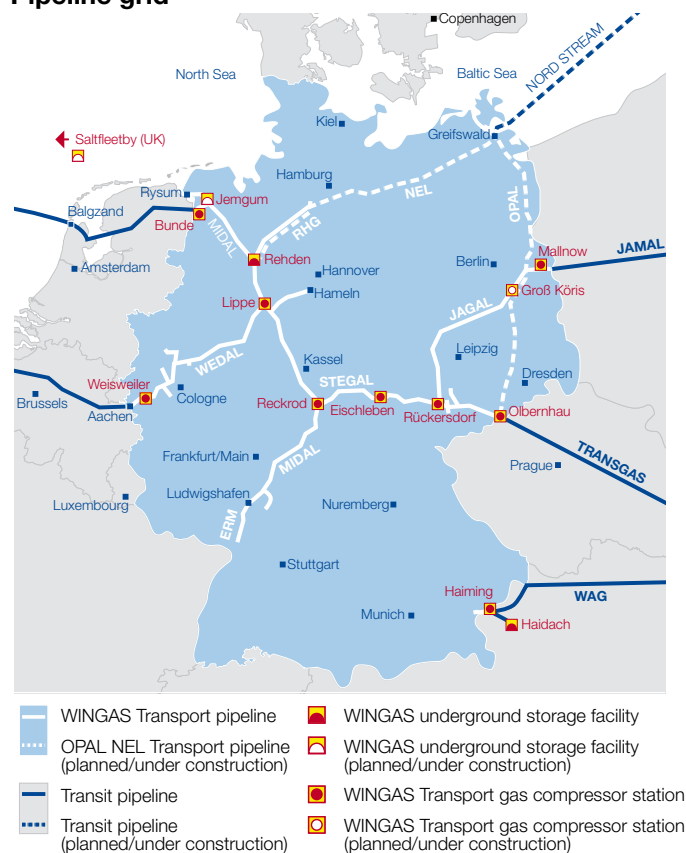 Pipeline grid
Copenhagen
North Sea
Baltic Sea
NORD STREAM
Kiel
Greifswald
Saltfleetby (UK)
Hamburg
NEL
OPAL
Rysum
Jemgum
Balgzand
Bunde
MIDAL
RHG
Mallnow
JAMAL
Rehden
Berlin
Amsterdam
Hannover
Hameln
Groß Köris
Lippe
JAGAL
WEDAL
Kassel
Leipzig
Weisweiler
STEGAL
Dresden
Brussels
Cologne
Aachen
Reckrod
Eischleben
Rückersdorf
Olbernhau
TRANSGAS
Frankfurt/Main
MIDAL
Prague
Luxembourg
Ludwigshafen
Nuremberg
ERM
Stuttgart
Haiming
WAG
Munich
Haidach
WINGAS Transport pipeline
OPAL NEL Transport pipeline
(planned/under construction)
Transit pipeline
Transit pipeline
(planned/under construction)
WINGAS underground storage facility
WINGAS underground storage facility
(planned/under construction)
WINGAS Transport gas compressor station
WINGAS Transport gas compressor station
(planned/under construction)